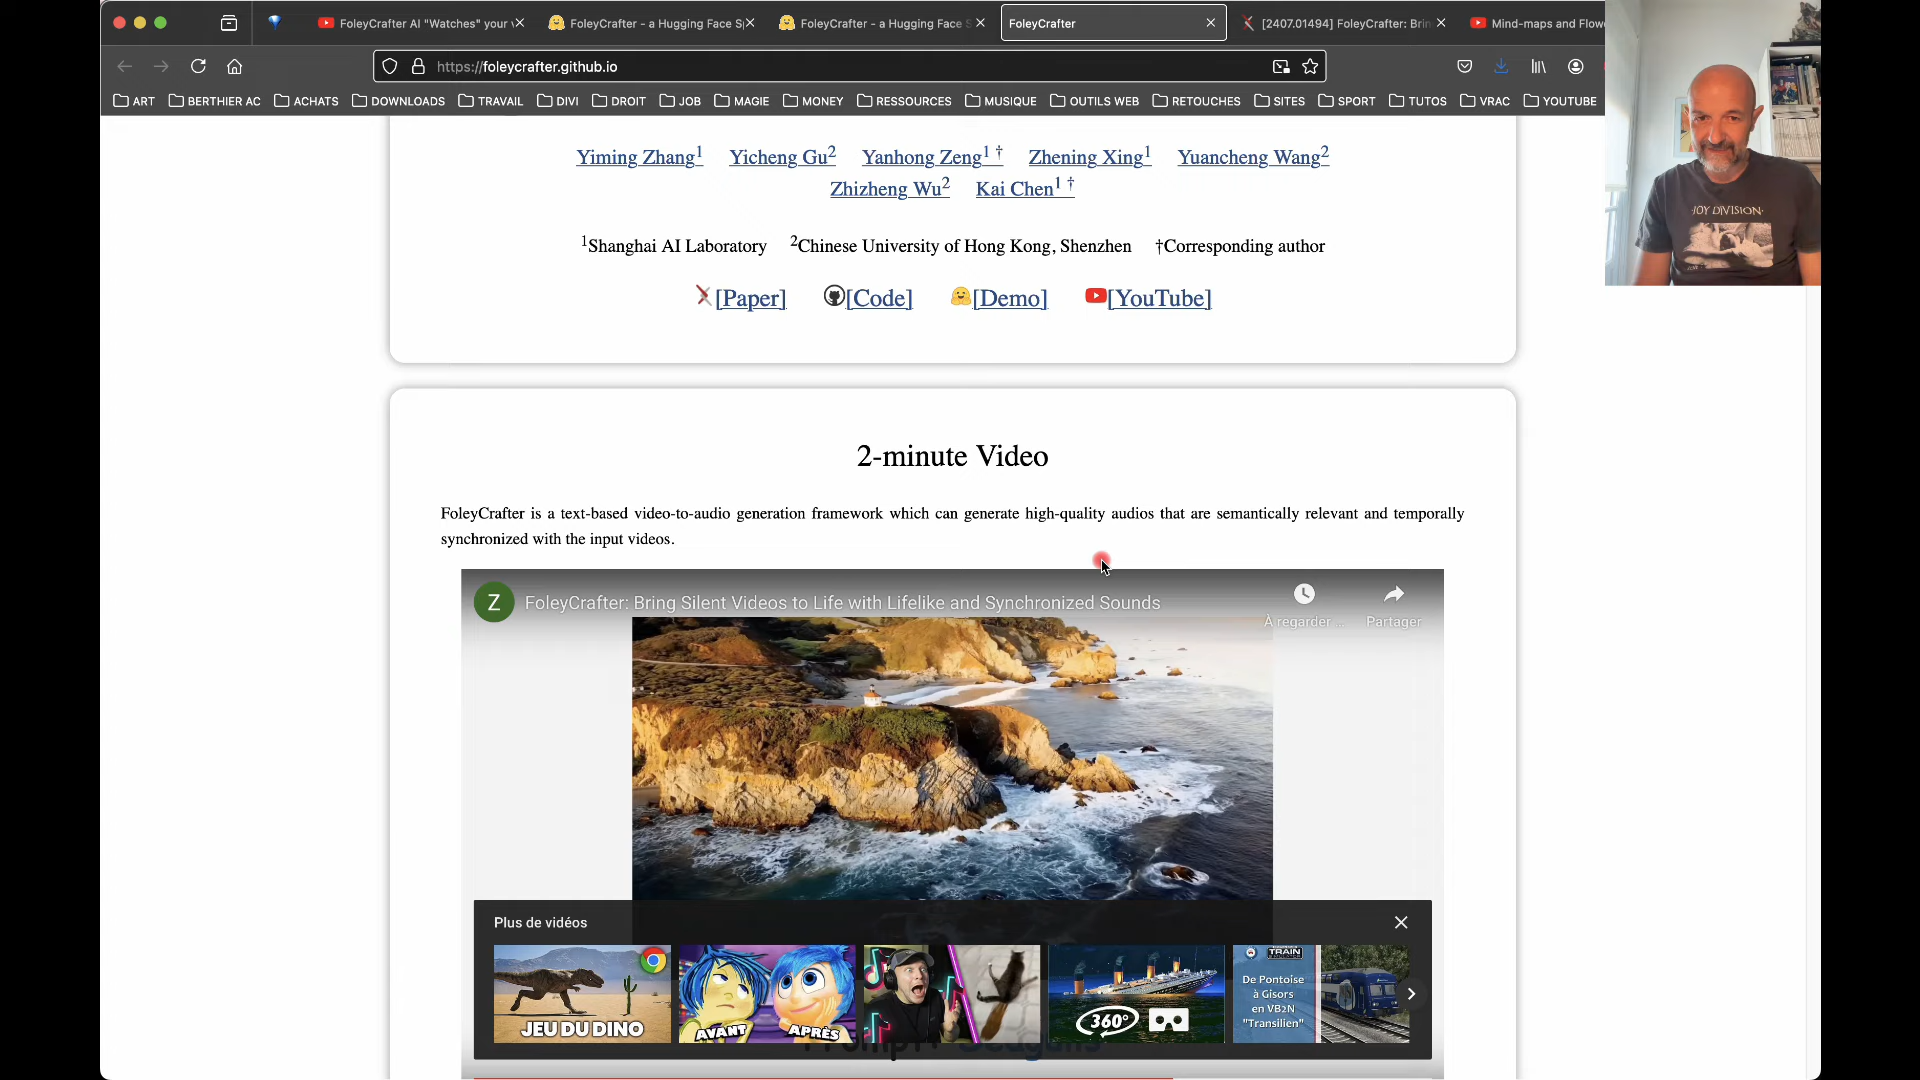 FoleyCrafter AI "Watches" your v
FoleyCrafter - a Hugging Face Sp
FoleyCrafter - a Hugging Face S
FoleyCrafter
[2407.01494] FoleyCrafter: Brin
Mind-maps and Flow
https://foleycrafter.github.io
ART BERTHIER AC ACHATS DOWNLOADS TRAVAIL DIVI DROIT JOB MAGIE MONEY RESSOURCES MUSIQUE OUTILS WEB RETOUCHES SITES SPORT TUTOS VRAC YOUTUBE
JOY DIVISION
Yiming Zhang1 Yicheng Gu2 Yanhong Zeng1 † Zhening Xing1 Yuancheng Wang2
Zhizheng Wu2 Kai Chen1 †
1Shanghai AI Laboratory 2Chinese University of Hong Kong, Shenzhen †Corresponding author
[Paper] [Code] [Demo] [YouTube]
2-minute Video
FoleyCrafter is a text-based video-to-audio generation framework which can generate high-quality audios that are semantically relevant and temporally
synchronized with the input videos.
Z FoleyCrafter: Bring Silent Videos to Life with Lifelike and Synchronized Sounds
À regarder ... Partager
Plus de vidéos
JEU DU DINO
AVANT APRÈS
360°
TRAIN
De Pontoise
à Gisors
en VB2N
"Transilien"
Prompt: Seagulls